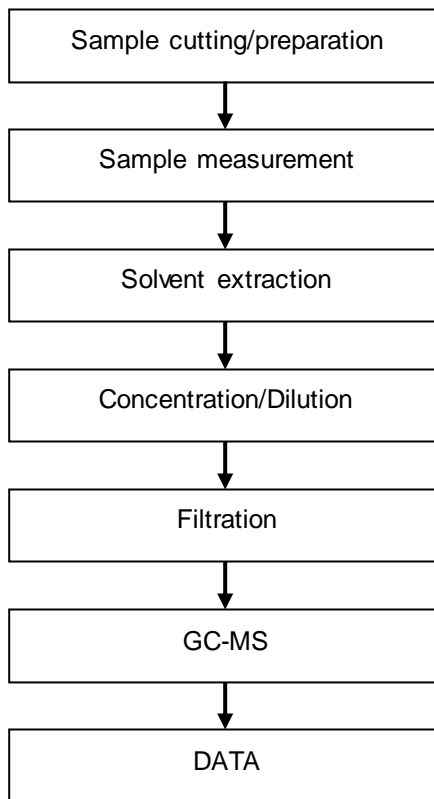 Sample cutting/preparation
Sample measurement
Solvent extraction
Concentration/Dilution
Filtration
GC-MS
DATA